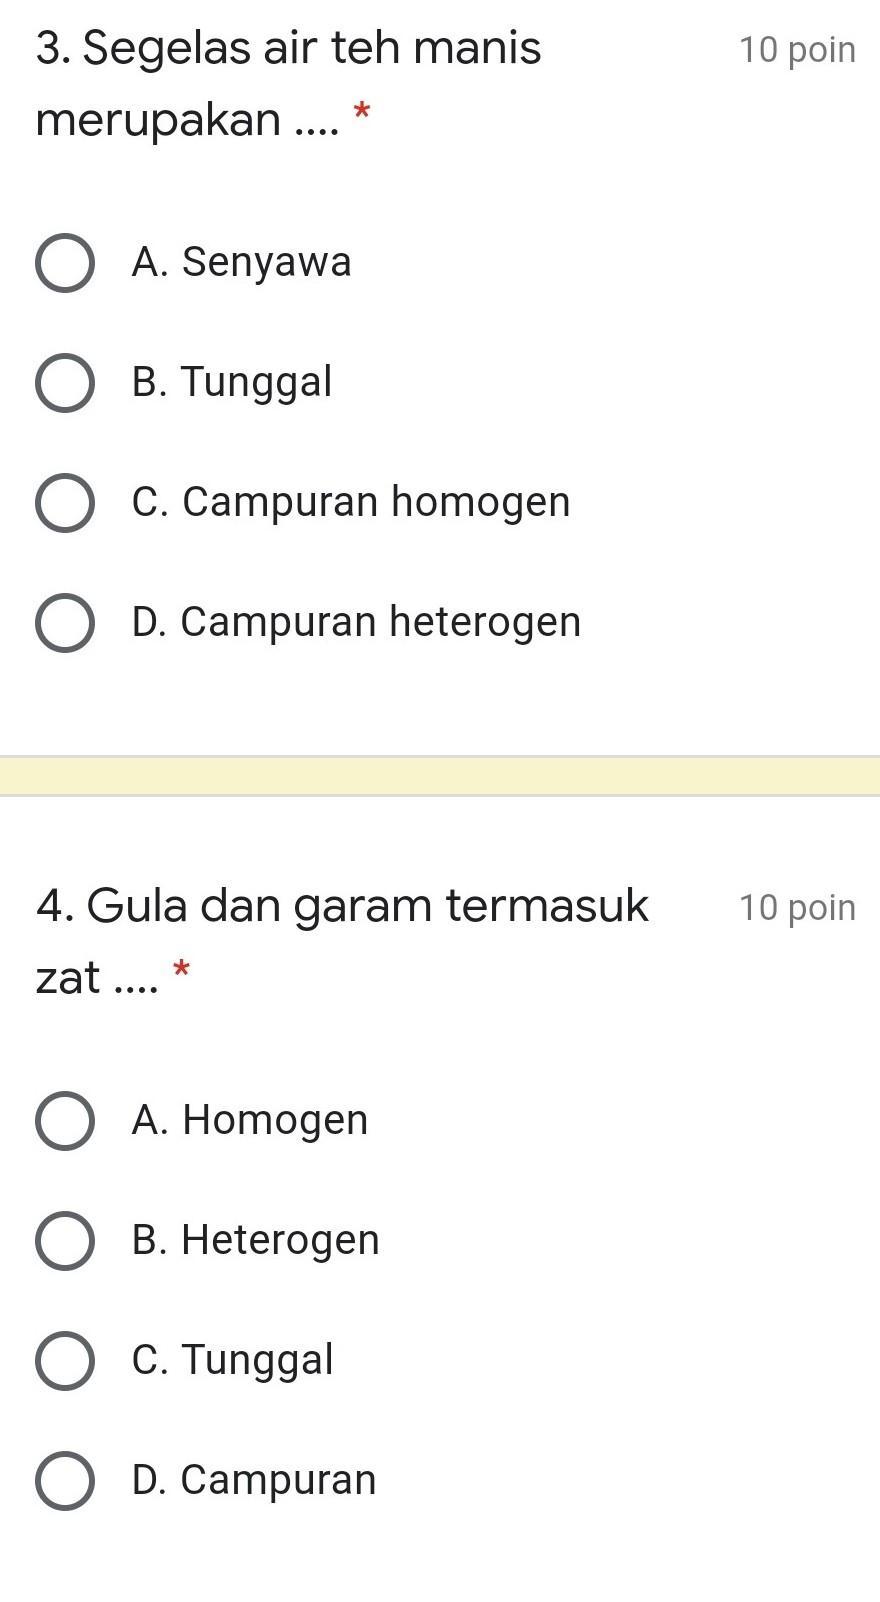 3. Segelas air teh manis
10 poin
merupakan .... *
A. Senyawa
B. Tunggal
C. Campuran homogen
D. Campuran heterogen
4. Gula dan garam termasuk
10 poin
zat .... *
A. Homogen
B. Heterogen
C. Tunggal
D. Campuran